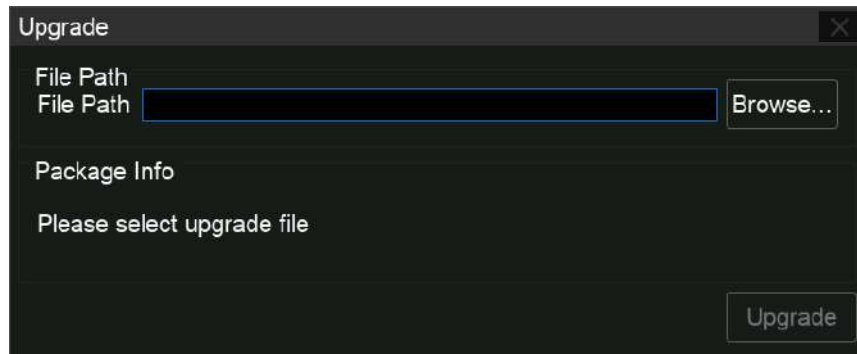 Upgrade
File Path
File Path Browse...
Package Info
Please select upgrade file
Upgrade